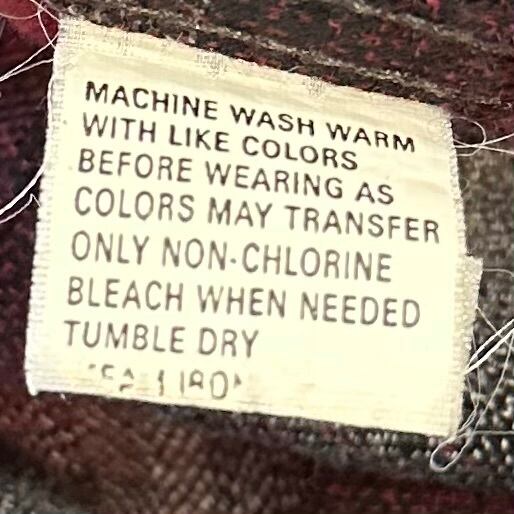 MACHINE WASH WARM
WITH LIKE COLORS
BEFORE WEARING AS
COLORS MAY TRANSFER
ONLY NON-CHLORINE
BLEACH WHEN NEEDED
TUMBLE DRY